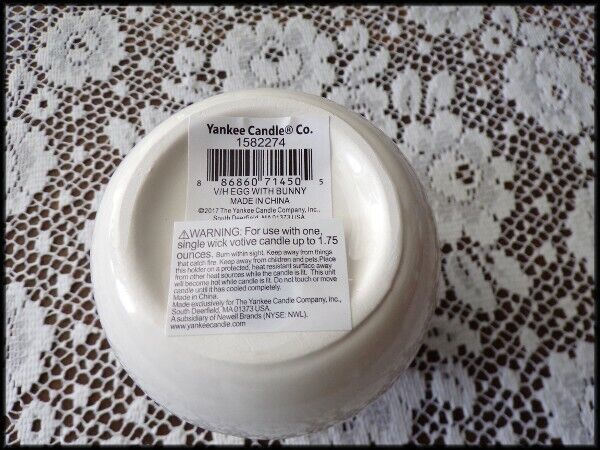 Yankee Candle® Co.
1582274
8 86860 71450 5
V/H EGG WITH BUNNY
MADE IN CHINA
©2017 The Yankee Candle Company, Inc.,
South Deerfield, MA 01373 USA
⚠WARNING: For use with one,
single wick votive candle up to 1.75
ounces. Burn within sight. Keep away from things
that catch fire. Keep away from children and pets.Place
this holder on a protected, heat resistant surface away
from other heat sources while the candle is lit. This unit
will become hot while candle is lit. Do not touch or move
candle until it has cooled completely.
Made in China.
Made exclusively for The Yankee Candle Company, Inc.,
South Deerfield, MA 01373 USA.
A subsidiary of Newell Brands (NYSE: NWL).
www.yankeecandle.com